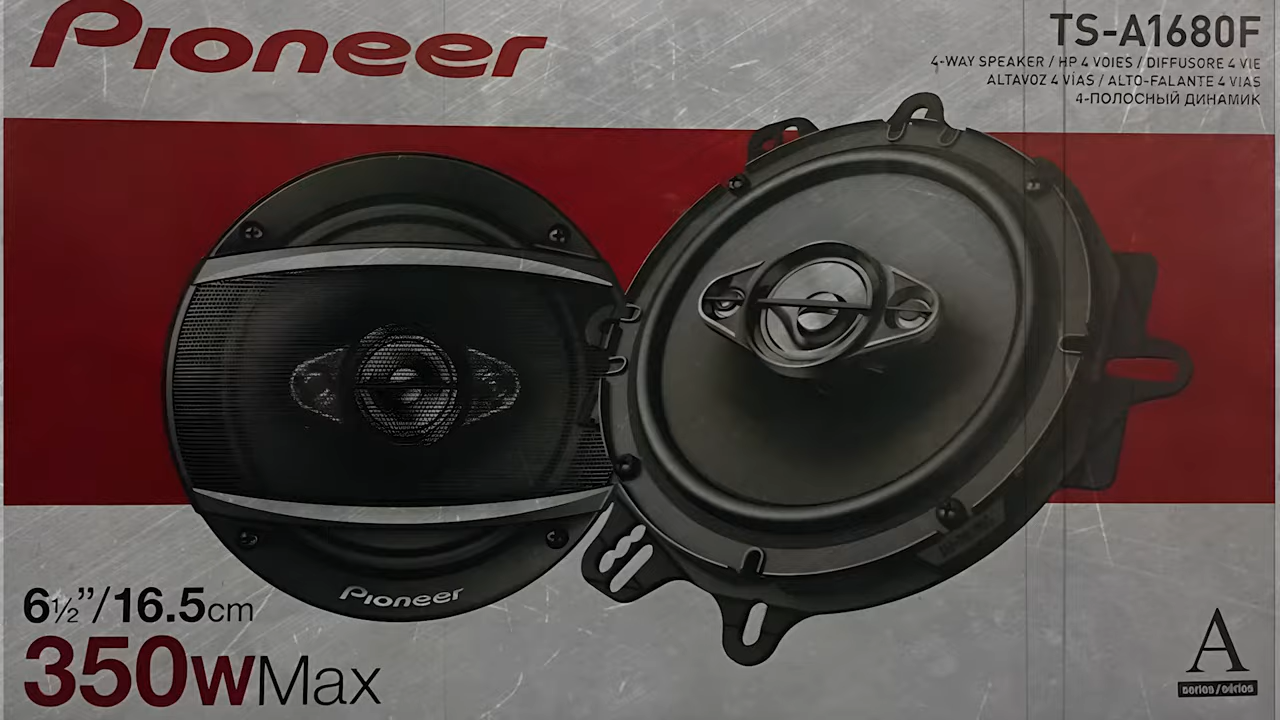 Pioneer
TS-A1680F
4-WAY SPEAKER / HP 4 VOIES / DIFFUSORE 4 VIE
ALTAVOZ 4 VÍAS / ALTO-FALANTE 4 VIAS
4-ПОЛОСНЫЙ ДИНАМИК
Pioneer
6½”/16.5cm
350wMax
A
series / séries